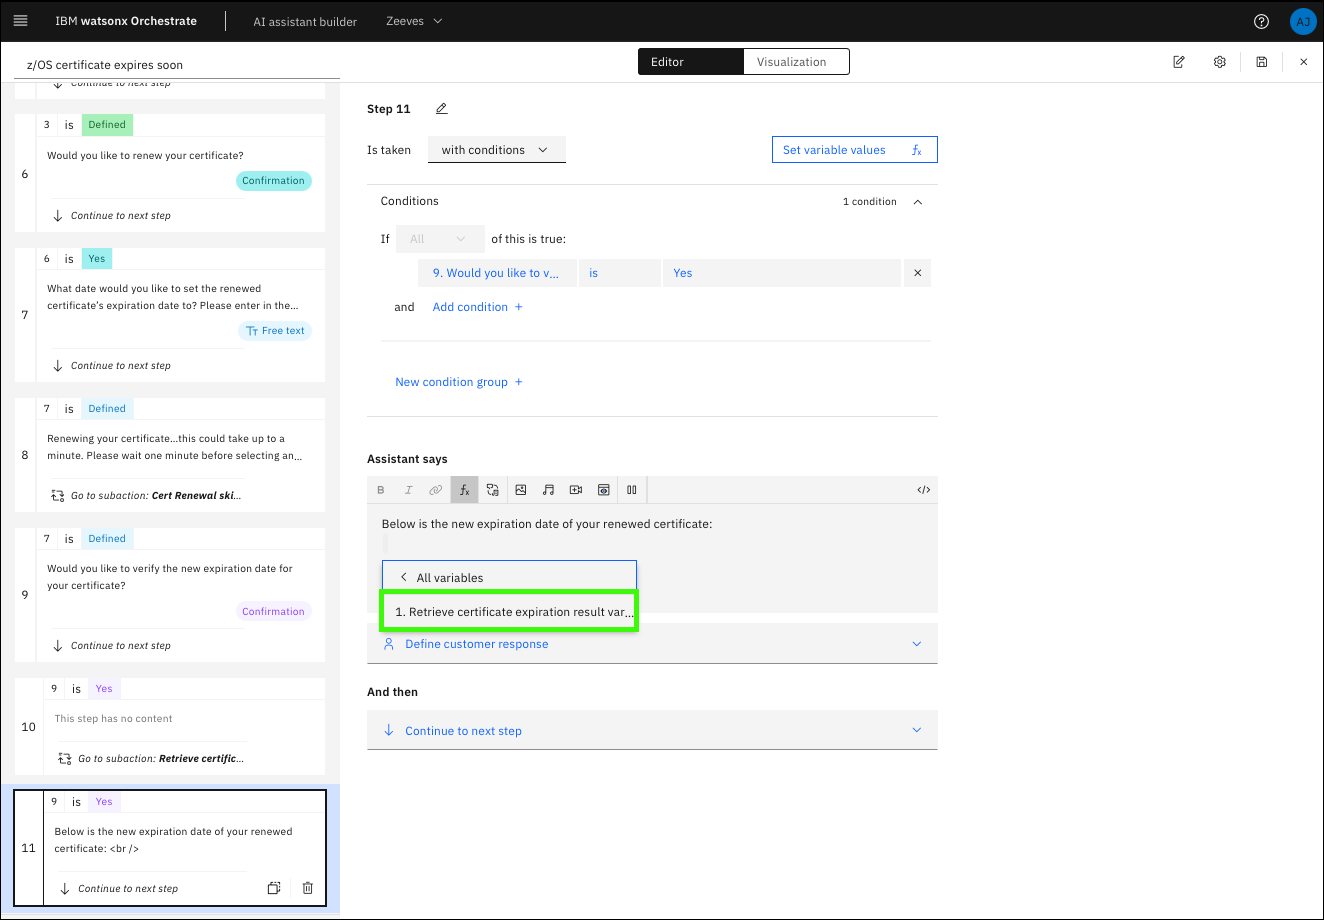 IBM watsonx Orchestrate
AI assistant builder
Zeeves
AJ
z/OS certificate expires soon
Editor
Visualization
Continue to next step
3 is Defined
6
Would you like to renew your certificate?
Confirmation
Continue to next step
6 is Yes
7
What date would you like to set the renewed
certificate's expiration date to? Please enter in the...
Free text
Continue to next step
7 is Defined
8
Renewing your certificate...this could take up to a
minute. Please wait one minute before selecting an...
Go to subaction: Cert Renewal ski...
7 is Defined
9
Would you like to verify the new expiration date for
your certificate?
Confirmation
Continue to next step
9 is Yes
10
This step has no content
Go to subaction: Retrieve certific...
9 is Yes
11
Below is the new expiration date of your renewed
certificate: <br />
Continue to next step
Step 11
Is taken with conditions
Set variable values fx
Conditions
1 condition
If All of this is true:
9. Would you like to v... is Yes
and Add condition +
New condition group +
Assistant says
B I fx </>
Below is the new expiration date of your renewed certificate:
All variables
1. Retrieve certificate expiration result var...
Define customer response
And then
Continue to next step